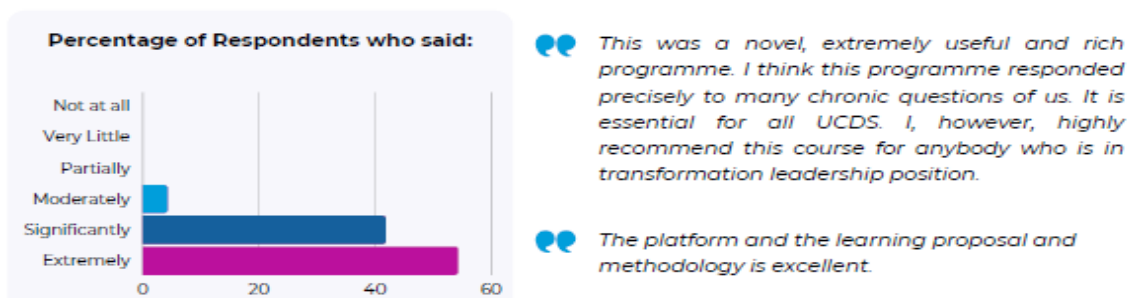 Percentage of Respondents who said:
Not at all
Very Little
Partially
Moderately
Significantly
Extremely
0 20 40 60
This was a novel, extremely useful and rich
programme. I think this programme responded
precisely to many chronic questions of us. It is
essential for all UCDS. I, however, highly
recommend this course for anybody who is in
transformation leadership position.
The platform and the learning proposal and
methodology is excellent.